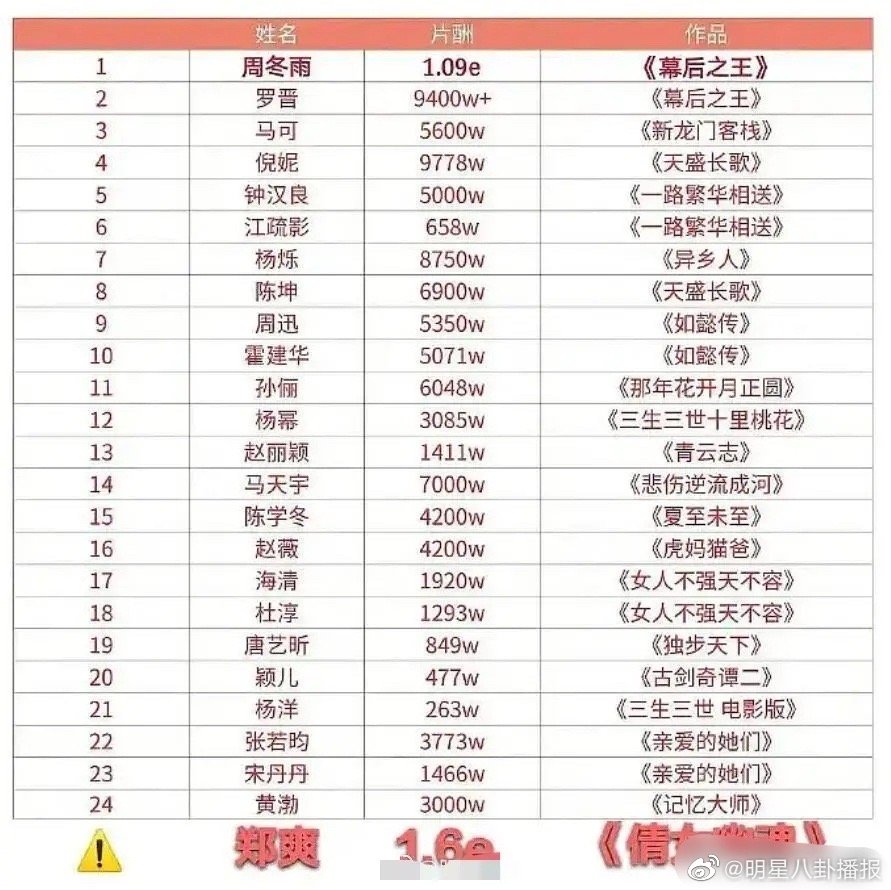 姓名 片酬 作品
1 周冬雨 1.09e 《幕后之王》
2 罗晋 9400w+ 《幕后之王》
3 马可 5600w 《新龙门客栈》
4 倪妮 9778w 《天盛长歌》
5 钟汉良 5000w 《一路繁华相送》
6 江疏影 658w 《一路繁华相送》
7 杨烁 8750w 《异乡人》
8 陈坤 6900w 《天盛长歌》
9 周迅 5350w 《如懿传》
10 霍建华 5071w 《如懿传》
11 孙俪 6048w 《那年花开月正圆》
12 杨幂 3085w 《三生三世十里桃花》
13 赵丽颖 1411w 《青云志》
14 马天宇 7000w 《悲伤逆流成河》
15 陈学冬 4200w 《夏至未至》
16 赵薇 4200w 《虎妈猫爸》
17 海清 1920w 《女人不强天不容》
18 杜淳 1293w 《女人不强天不容》
19 唐艺昕 849w 《独步天下》
20 颖儿 477w 《古剑奇谭二》
21 杨洋 263w 《三生三世 电影版》
22 张若昀 3773w 《亲爱的她们》
23 宋丹丹 1466w 《亲爱的她们》
24 黄渤 3000w 《记忆大师》
郑爽 1.6e 《倩女幽魂》
@明星八卦播报